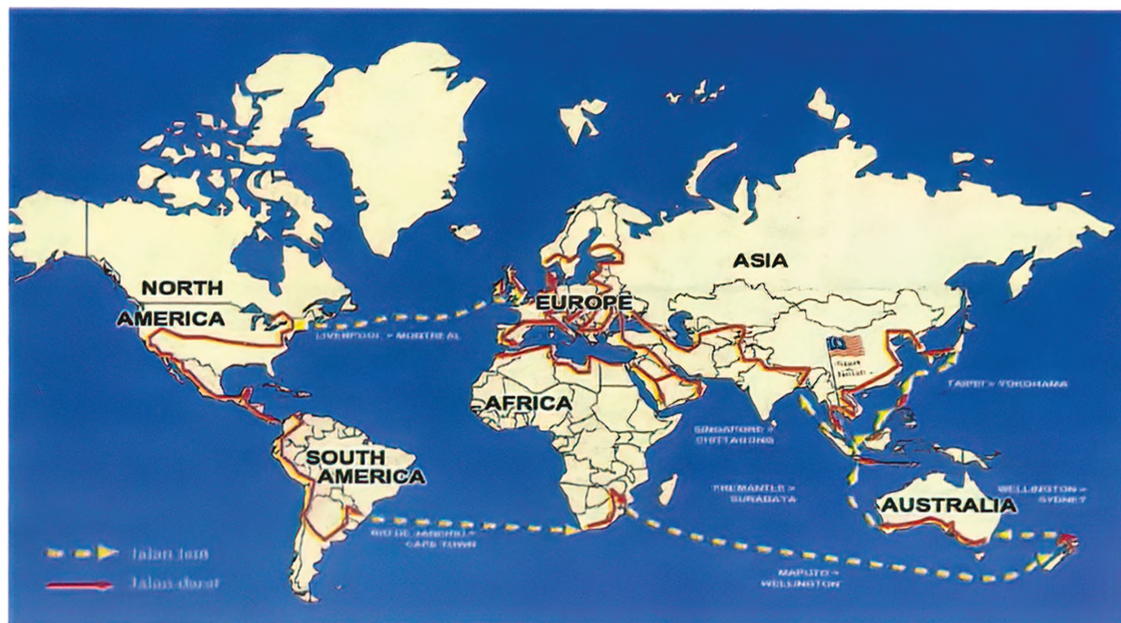 NORTH
AMERICA
EUROPE
ASIA
LIVERPOOL > MONTREAL
AFRICA
TAIPEI > YOKOHAMA
SINGAPORE >
CHITTAGONG
SOUTH
AMERICA
FREMANTLE >
SURABAYA
WELLINGTON >
SYDNEY
AUSTRALIA
RIO DE JANEIRO >
CAPE TOWN
Jalan laut
Jalan darat
MAPUTO >
WELLINGTON